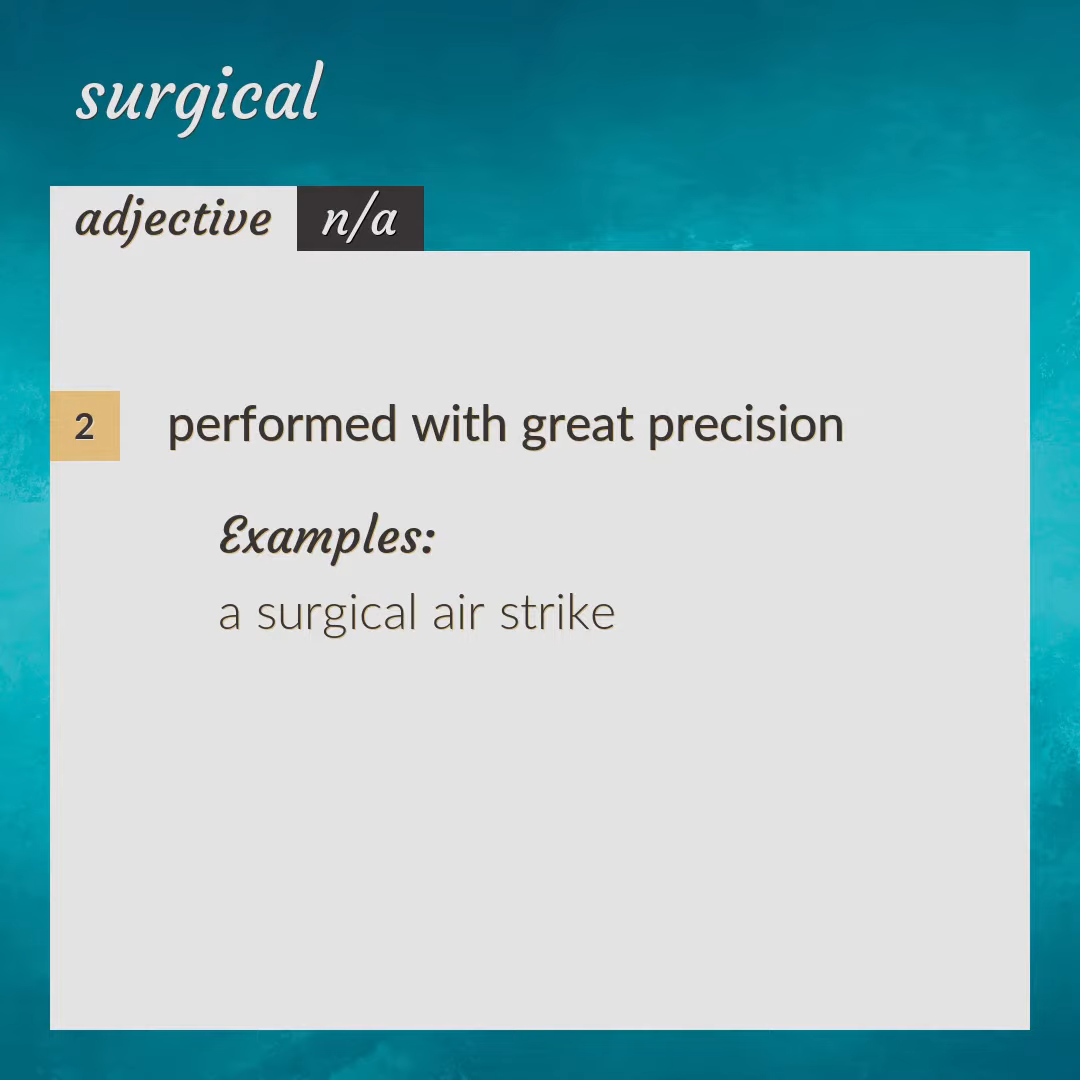 surgical
adjective n/a
2 performed with great precision
Examples:
a surgical air strike